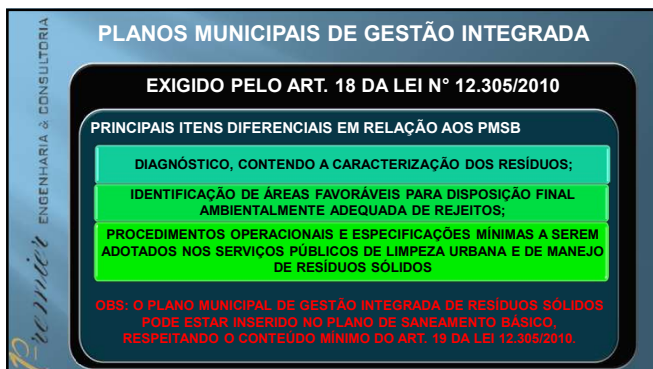 PLANOS MUNICIPAIS DE GESTÃO INTEGRADA
EXIGIDO PELO ART. 18 DA LEI N° 12.305/2010
PRINCIPAIS ITENS DIFERENCIAIS EM RELAÇÃO AOS PMSB
DIAGNÓSTICO, CONTENDO A CARACTERIZAÇÃO DOS RESÍDUOS;
IDENTIFICAÇÃO DE ÁREAS FAVORÁVEIS PARA DISPOSIÇÃO FINAL
AMBIENTALMENTE ADEQUADA DE REJEITOS;
PROCEDIMENTOS OPERACIONAIS E ESPECIFICAÇÕES MÍNIMAS A SEREM
ADOTADOS NOS SERVIÇOS PÚBLICOS DE LIMPEZA URBANA E DE MANEJO
DE RESÍDUOS SÓLIDOS
OBS: O PLANO MUNICIPAL DE GESTÃO INTEGRADA DE RESÍDUOS SÓLIDOS
PODE ESTAR INSERIDO NO PLANO DE SANEAMENTO BÁSICO,
RESPEITANDO O CONTEÚDO MÍNIMO DO ART. 19 DA LEI 12.305/2010.
Premier ENGENHARIA & CONSULTORIA